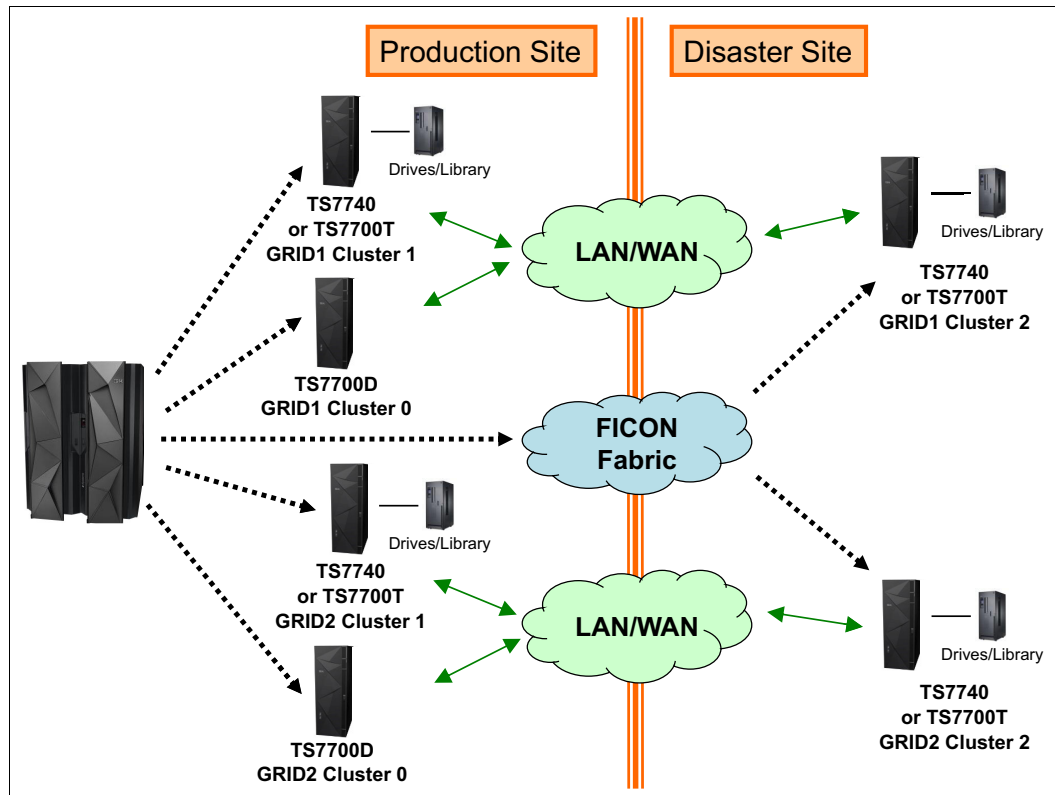 Production Site
Disaster Site
Drives/Library
TS7740
or TS7700T
GRID1 Cluster 1
LAN/WAN
Drives/Library
TS7740
or TS7700T
GRID1 Cluster 2
TS7700D
GRID1 Cluster 0
FICON
Fabric
Drives/Library
TS7740
or TS7700T
GRID2 Cluster 1
LAN/WAN
Drives/Library
TS7740
or TS7700T
GRID2 Cluster 2
TS7700D
GRID2 Cluster 0